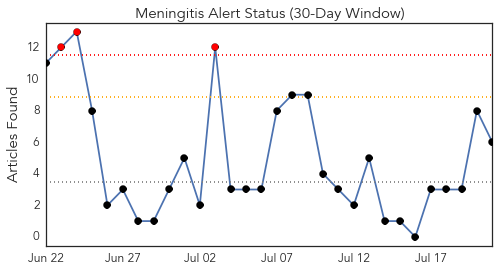 Meningitis Alert Status (30-Day Window)
Articles Found
12
10
8
6
4
2
0
Jun 22 Jun 27 Jul 02 Jul 07 Jul 12 Jul 17